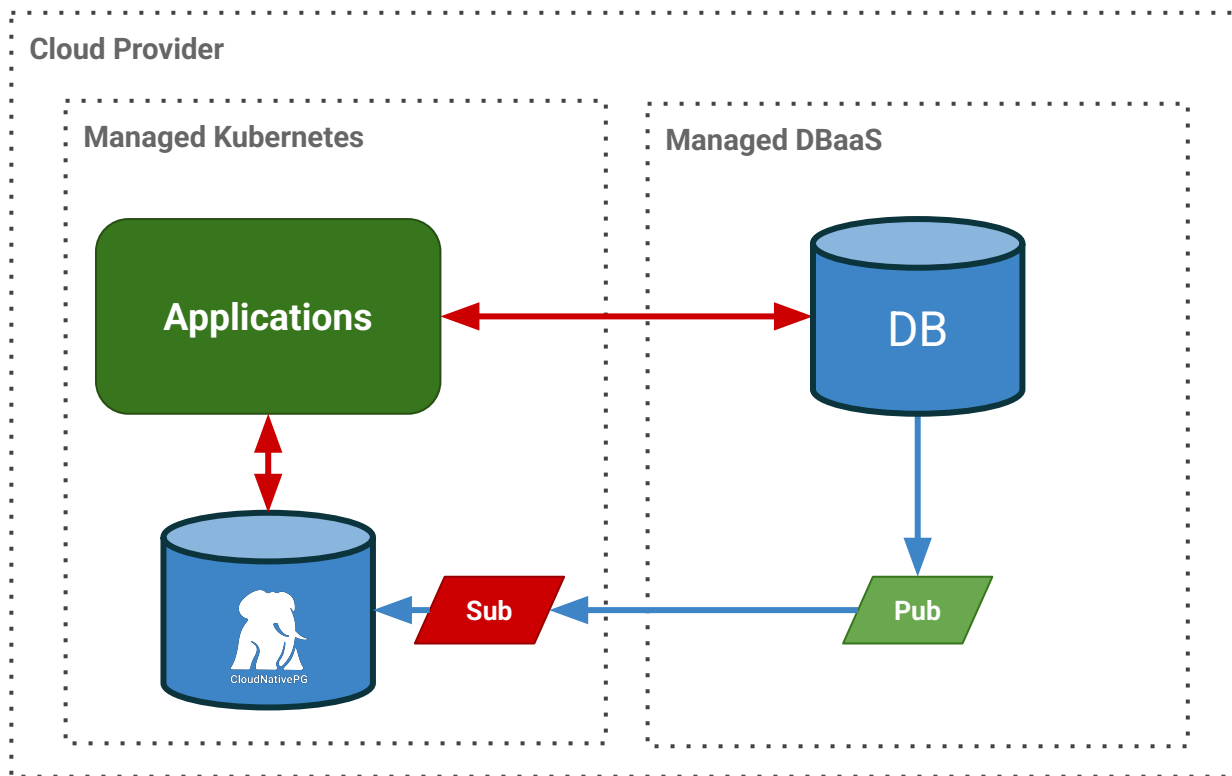 Cloud Provider
Managed Kubernetes
Managed DBaaS
Applications
DB
Sub
Pub
CloudNativePG